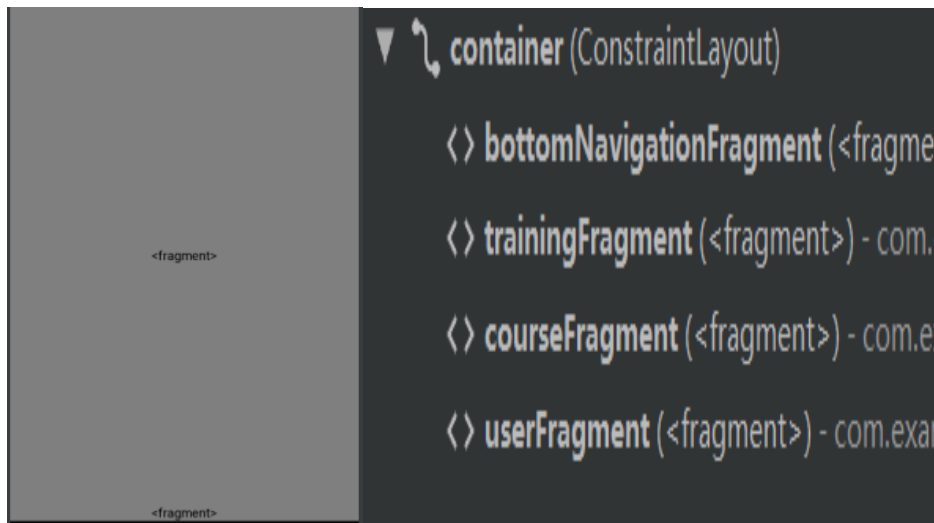 <fragment>
<fragment>
container (ConstraintLayout)
<> bottomNavigationFragment (<fragme
<> trainingFragment (<fragment>) - com.
<> courseFragment (<fragment>) - com.e
<> userFragment (<fragment>) - com.exa